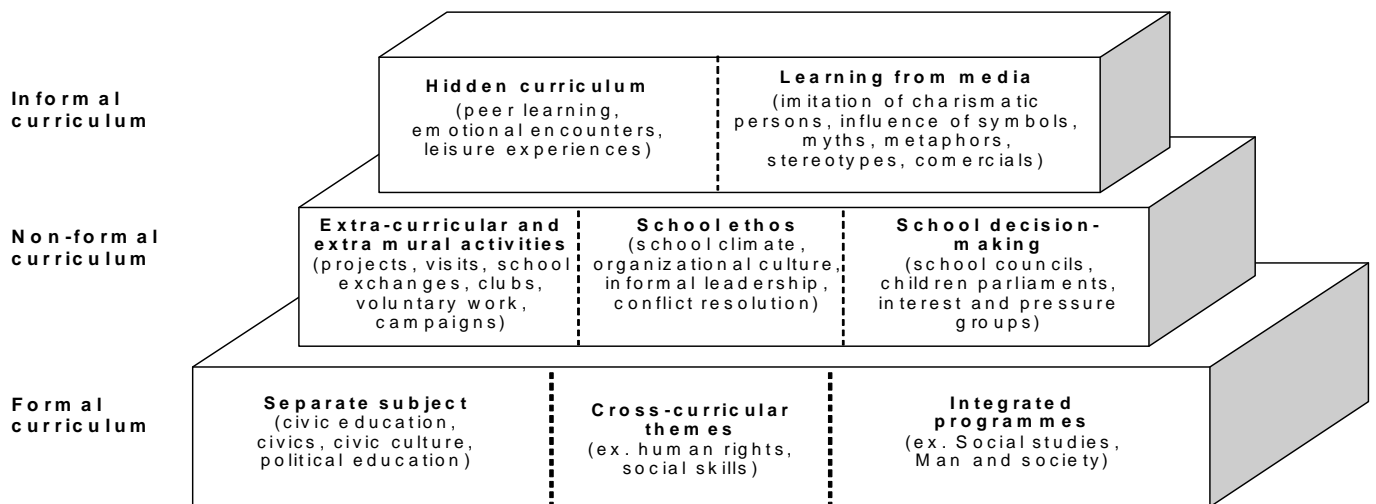 Informal
curriculum
Hidden curriculum
(peer learning,
emotional encounters,
leisure experiences)
Learning from media
(imitation of charismatic
persons, influence of symbols,
myths, metaphors,
stereotypes, comercials)
Non-formal
curriculum
Extra-curricular and
extra mural activities
(projects, visits, school
exchanges, clubs,
voluntary work,
campaigns)
School ethos
(school climate,
organizational culture,
informal leadership,
conflict resolution)
School decision-
making
(school councils,
children parliaments,
interest and pressure
groups)
Formal
curriculum
Separate subject
(civic education,
civics, civic culture,
political education)
Cross-curricular
themes
(ex. human rights,
social skills)
Integrated
programmes
(ex. Social studies,
Man and society)